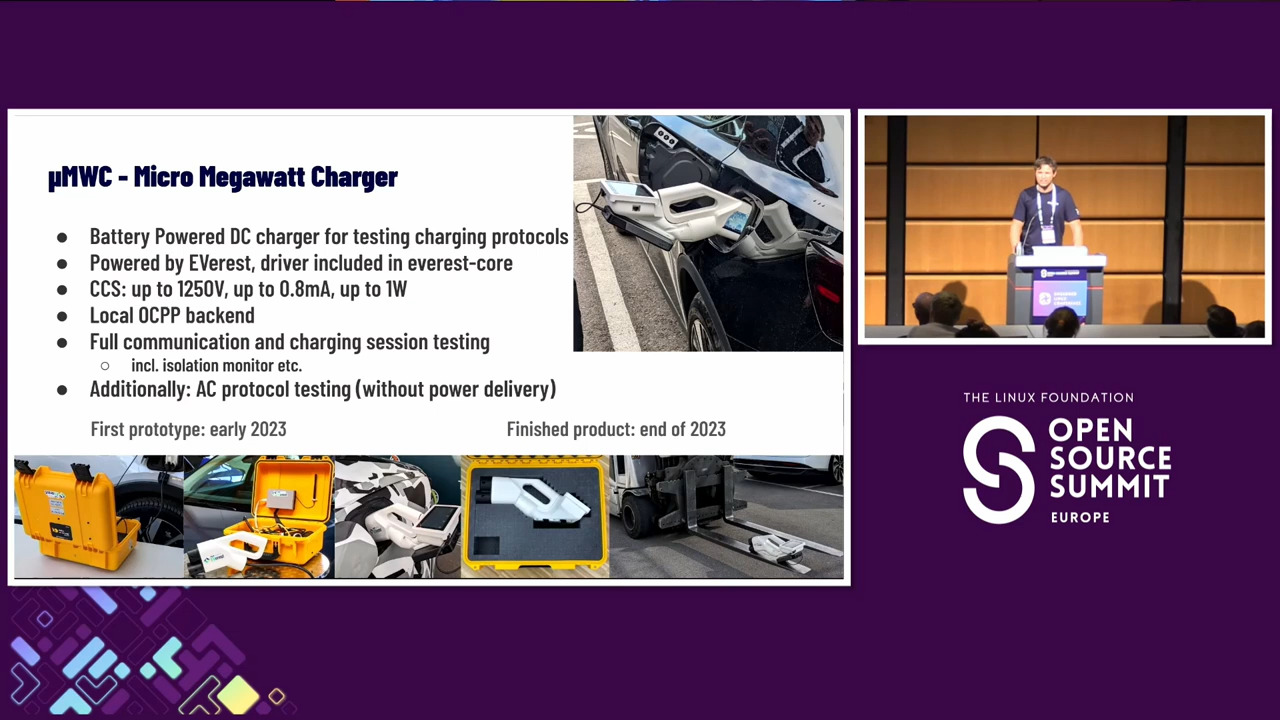 µMWC - Micro Megawatt Charger
● Battery Powered DC charger for testing charging protocols
● Powered by EVerest, driver included in everest-core
● CCS: up to 1250V, up to 0.8mA, up to 1W
● Local OCPP backend
● Full communication and charging session testing
○ incl. isolation monitor etc.
● Additionally: AC protocol testing (without power delivery)
First prototype: early 2023
Finished product: end of 2023
THE LINUX FOUNDATION
OPEN
SOURCE
SUMMIT
EUROPE